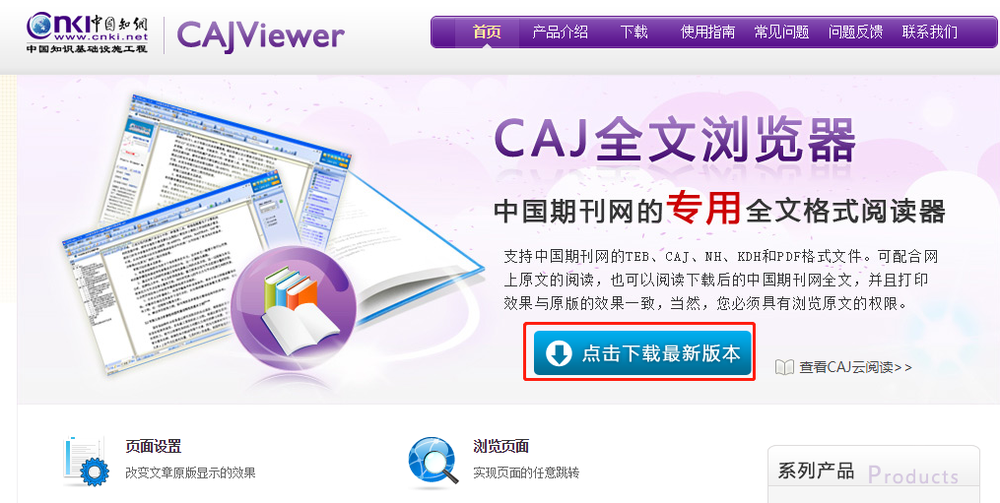 cnki中国知网
www.cnki.net
中国知识基础设施工程
CAJViewer
首页 产品介绍 下载 使用指南 常见问题 问题反馈 联系我们
CAJ全文浏览器
中国期刊网的专用全文格式阅读器
支持中国期刊网的TEB、CAJ、NH、KDH和PDF格式文件。可配合网
上原文的阅读，也可以阅读下载后的中国期刊网全文，并且打印
效果与原版的效果一致，当然，您必须具有浏览原文的权限。
点击下载最新版本
查看CAJ云阅读>>
页面设置
改变文章原版显示的效果
浏览页面
实现页面的任意跳转
系列产品 Products